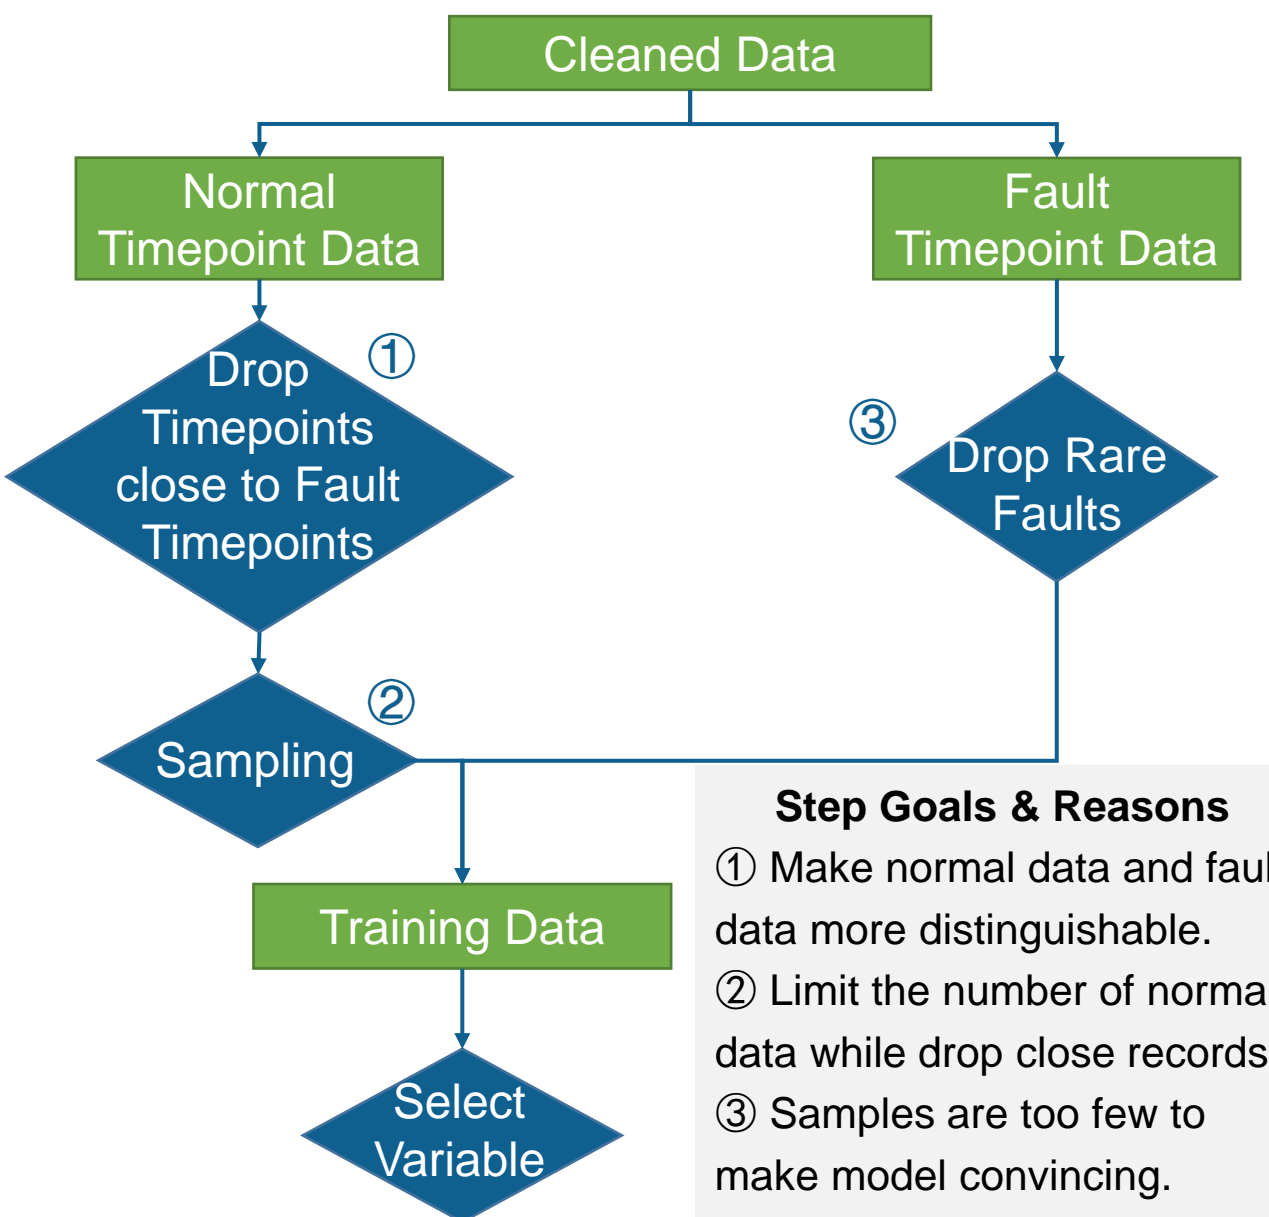 Cleaned Data
Normal
Timepoint Data
Fault
Timepoint Data
①
Drop
Timepoints
close to Fault
Timepoints
③
Drop Rare
Faults
②
Sampling
Training Data
Select
Variable
Step Goals & Reasons
① Make normal data and faul
data more distinguishable.
② Limit the number of norma
data while drop close records
③ Samples are too few to
make model convincing.